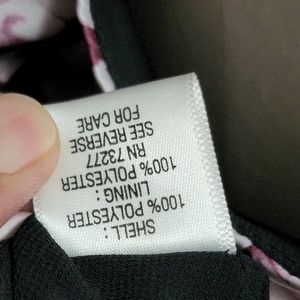 SHELL :
100% POLYESTER
LINING :
100% POLYESTER
RN 73277
SEE REVERSE
FOR CARE